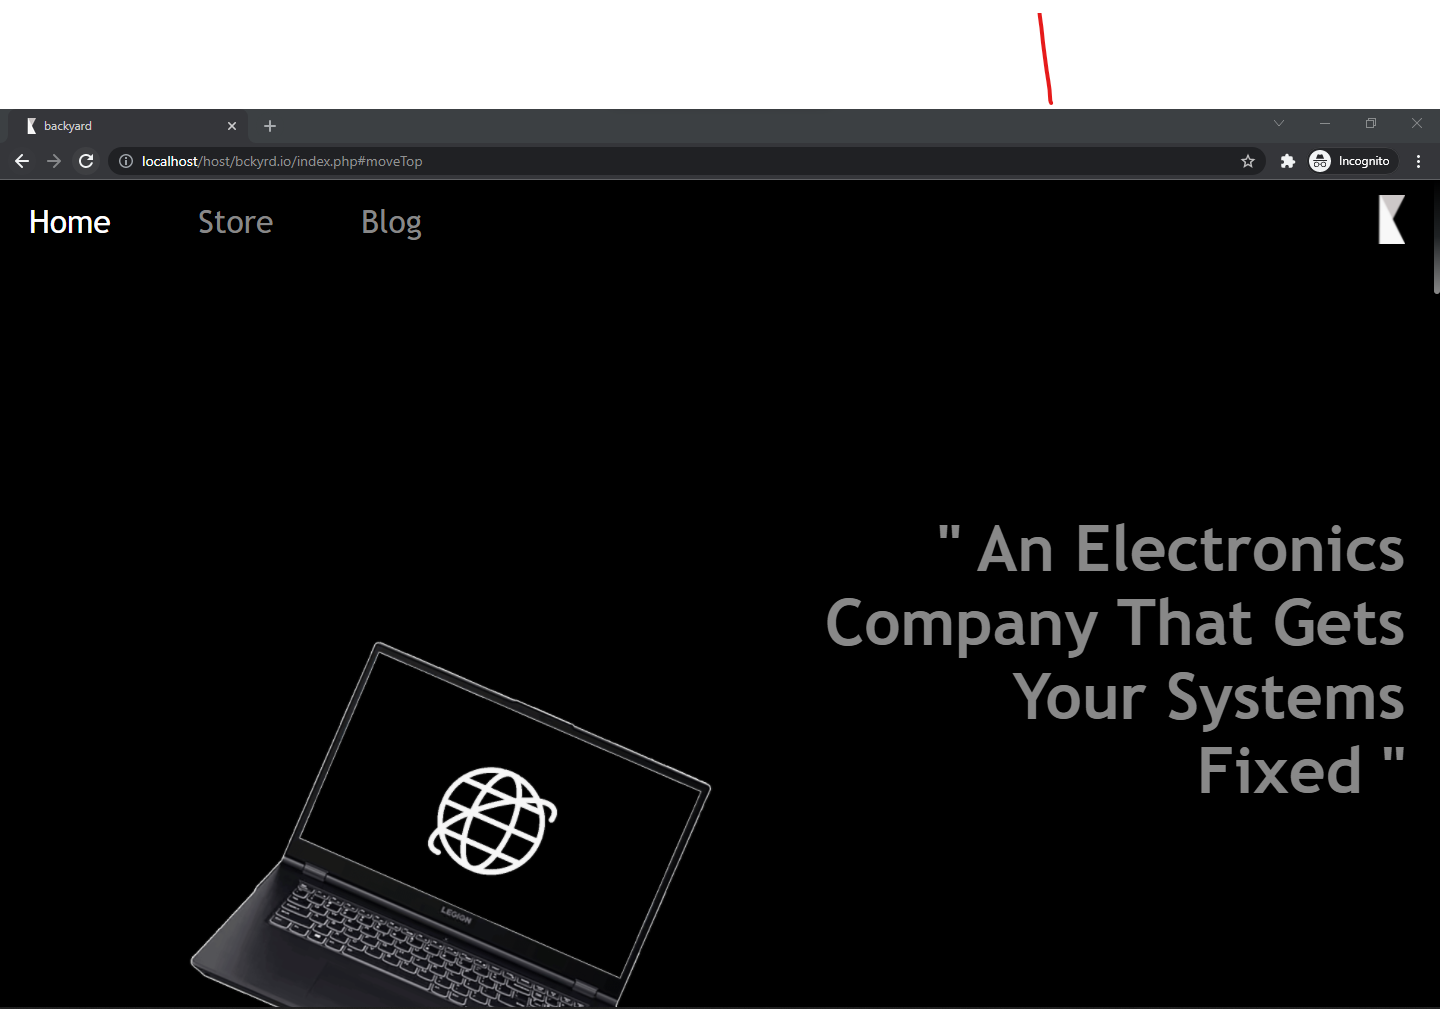 backyard
localhost/host/bckyrd.io/index.php#moveTop
Incognito
Home Store Blog
" An Electronics
Company That Gets
Your Systems
Fixed "
LEGION